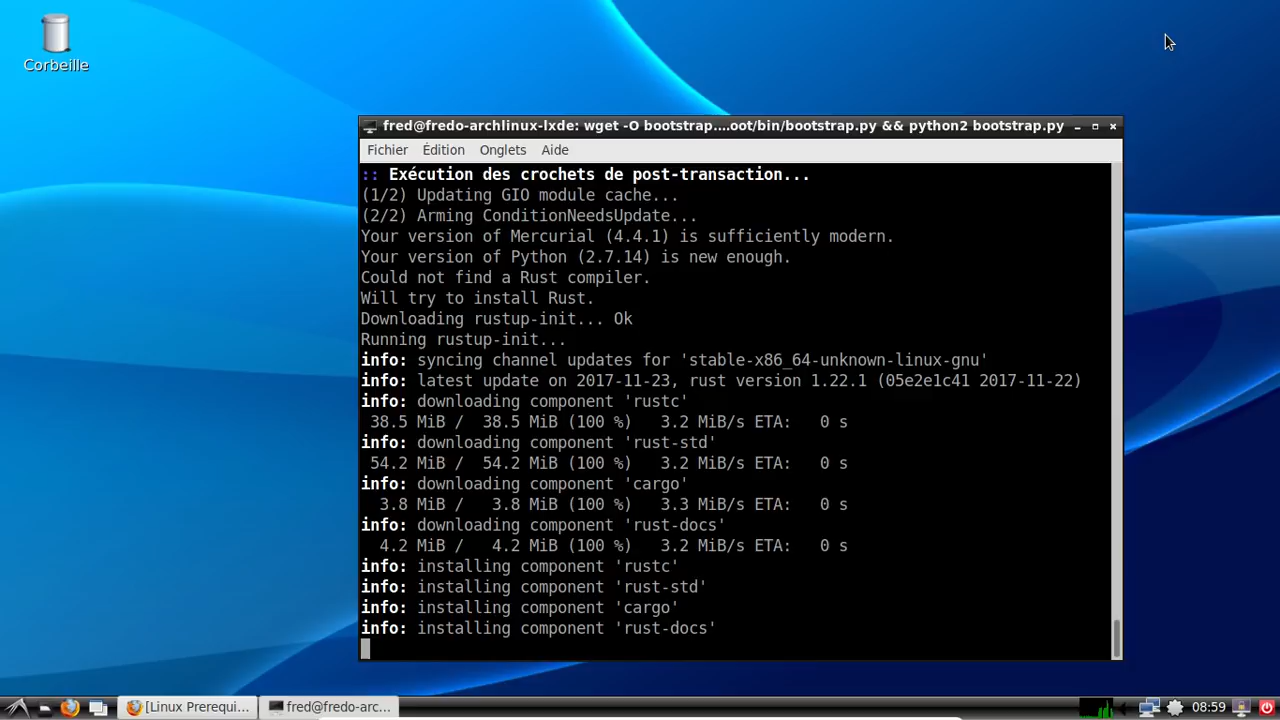 Corbeille
fred@fredo-archlinux-lxde: wget -O bootstrap....oot/bin/bootstrap.py && python2 bootstrap.py
Fichier Édition Onglets Aide
:: Exécution des crochets de post-transaction...
(1/2) Updating GIO module cache...
(2/2) Arming ConditionNeedsUpdate...
Your version of Mercurial (4.4.1) is sufficiently modern.
Your version of Python (2.7.14) is new enough.
Could not find a Rust compiler.
Will try to install Rust.
Downloading rustup-init... Ok
Running rustup-init...
info: syncing channel updates for 'stable-x86_64-unknown-linux-gnu'
info: latest update on 2017-11-23, rust version 1.22.1 (05e2e1c41 2017-11-22)
info: downloading component 'rustc'
38.5 MiB / 38.5 MiB (100 %) 3.2 MiB/s ETA: 0 s
info: downloading component 'rust-std'
54.2 MiB / 54.2 MiB (100 %) 3.2 MiB/s ETA: 0 s
info: downloading component 'cargo'
3.8 MiB / 3.8 MiB (100 %) 3.3 MiB/s ETA: 0 s
info: downloading component 'rust-docs'
4.2 MiB / 4.2 MiB (100 %) 3.2 MiB/s ETA: 0 s
info: installing component 'rustc'
info: installing component 'rust-std'
info: installing component 'cargo'
info: installing component 'rust-docs'
[Linux Prerequi... fred@fredo-arc... 08:59